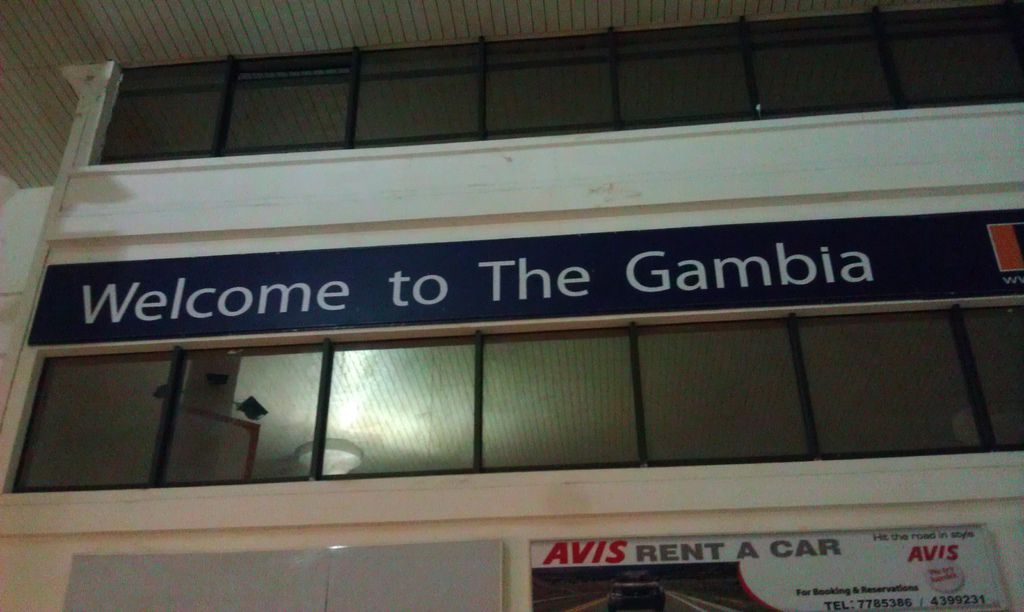 Welcome to The Gambia
AVIS RENT A CAR
Hit the road in style
AVIS
For Booking & Reservations
TEL: 7785386 / 4399231